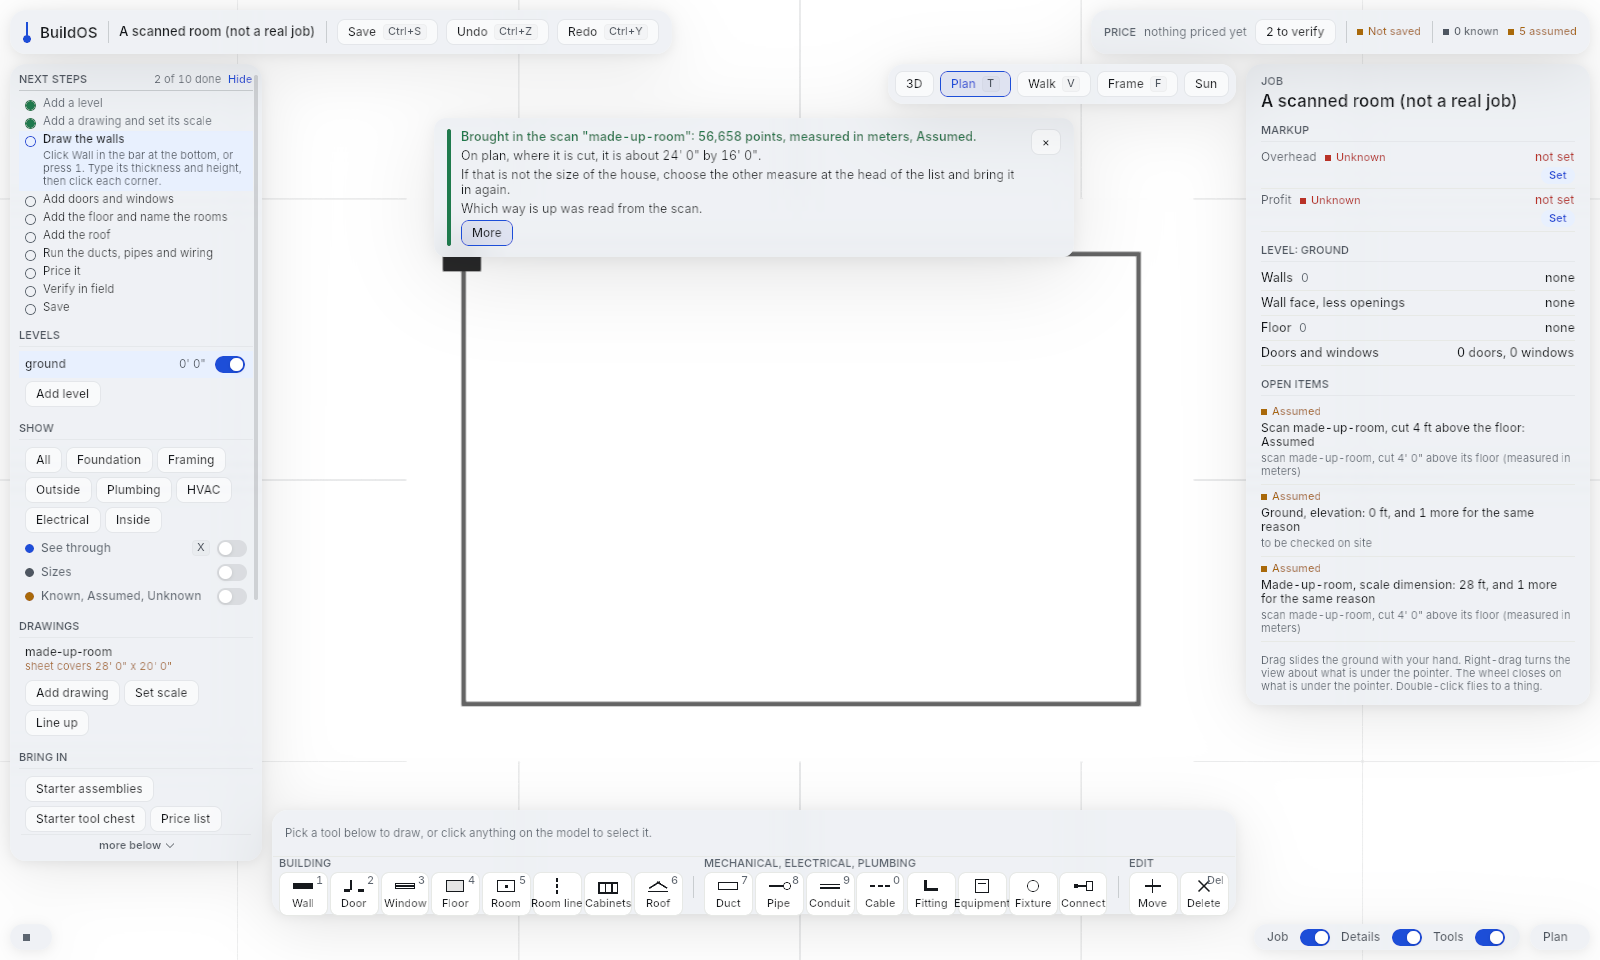 BuildOS
A scanned room (not a real job)
Save Ctrl+S
Undo Ctrl+Z
Redo Ctrl+Y
PRICE nothing priced yet
2 to verify
Not saved
0 known
5 assumed
NEXT STEPS 2 of 10 done Hide
Add a level
Add a drawing and set its scale
Draw the walls
Click Wall in the bar at the bottom, or
press 1. Type its thickness and height,
then click each corner.
Add doors and windows
Add the floor and name the rooms
Add the roof
Run the ducts, pipes and wiring
Price it
Verify in field
Save
LEVELS
ground 0' 0"
Add level
SHOW
All Foundation Framing
Outside Plumbing HVAC
Electrical Inside
See through X
Sizes
Known, Assumed, Unknown
DRAWINGS
made-up-room
sheet covers 28' 0" x 20' 0"
Add drawing Set scale
Line up
BRING IN
Starter assemblies
Starter tool chest Price list
more below
3D Plan T Walk V Frame F Sun
Brought in the scan "made-up-room": 56,658 points, measured in meters, Assumed.
×
On plan, where it is cut, it is about 24' 0" by 16' 0".
If that is not the size of the house, choose the other measure at the head of the list and bring it
in again.
Which way is up was read from the scan.
More
JOB
A scanned room (not a real job)
MARKUP
Overhead Unknown not set
Set
Profit Unknown not set
Set
LEVEL: GROUND
Walls 0 none
Wall face, less openings none
Floor 0 none
Doors and windows 0 doors, 0 windows
OPEN ITEMS
Assumed
Scan made-up-room, cut 4 ft above the floor:
Assumed
scan made-up-room, cut 4' 0" above its floor (measured in
meters)
Assumed
Ground, elevation: 0 ft, and 1 more for the same
reason
to be checked on site
Assumed
Made-up-room, scale dimension: 28 ft, and 1 more
for the same reason
scan made-up-room, cut 4' 0" above its floor (measured in
meters)
Drag slides the ground with your hand. Right-drag turns the
view about what is under the pointer. The wheel closes on
what is under the pointer. Double-click flies to a thing.
Pick a tool below to draw, or click anything on the model to select it.
BUILDING
1 2 3 4 5 6
Wall Door Window Floor Room Room line Cabinets Roof
MECHANICAL, ELECTRICAL, PLUMBING
7 8 9 0
Duct Pipe Conduit Cable Fitting Equipment Fixture Connect
EDIT
Del
Move Delete
Job Details Tools Plan